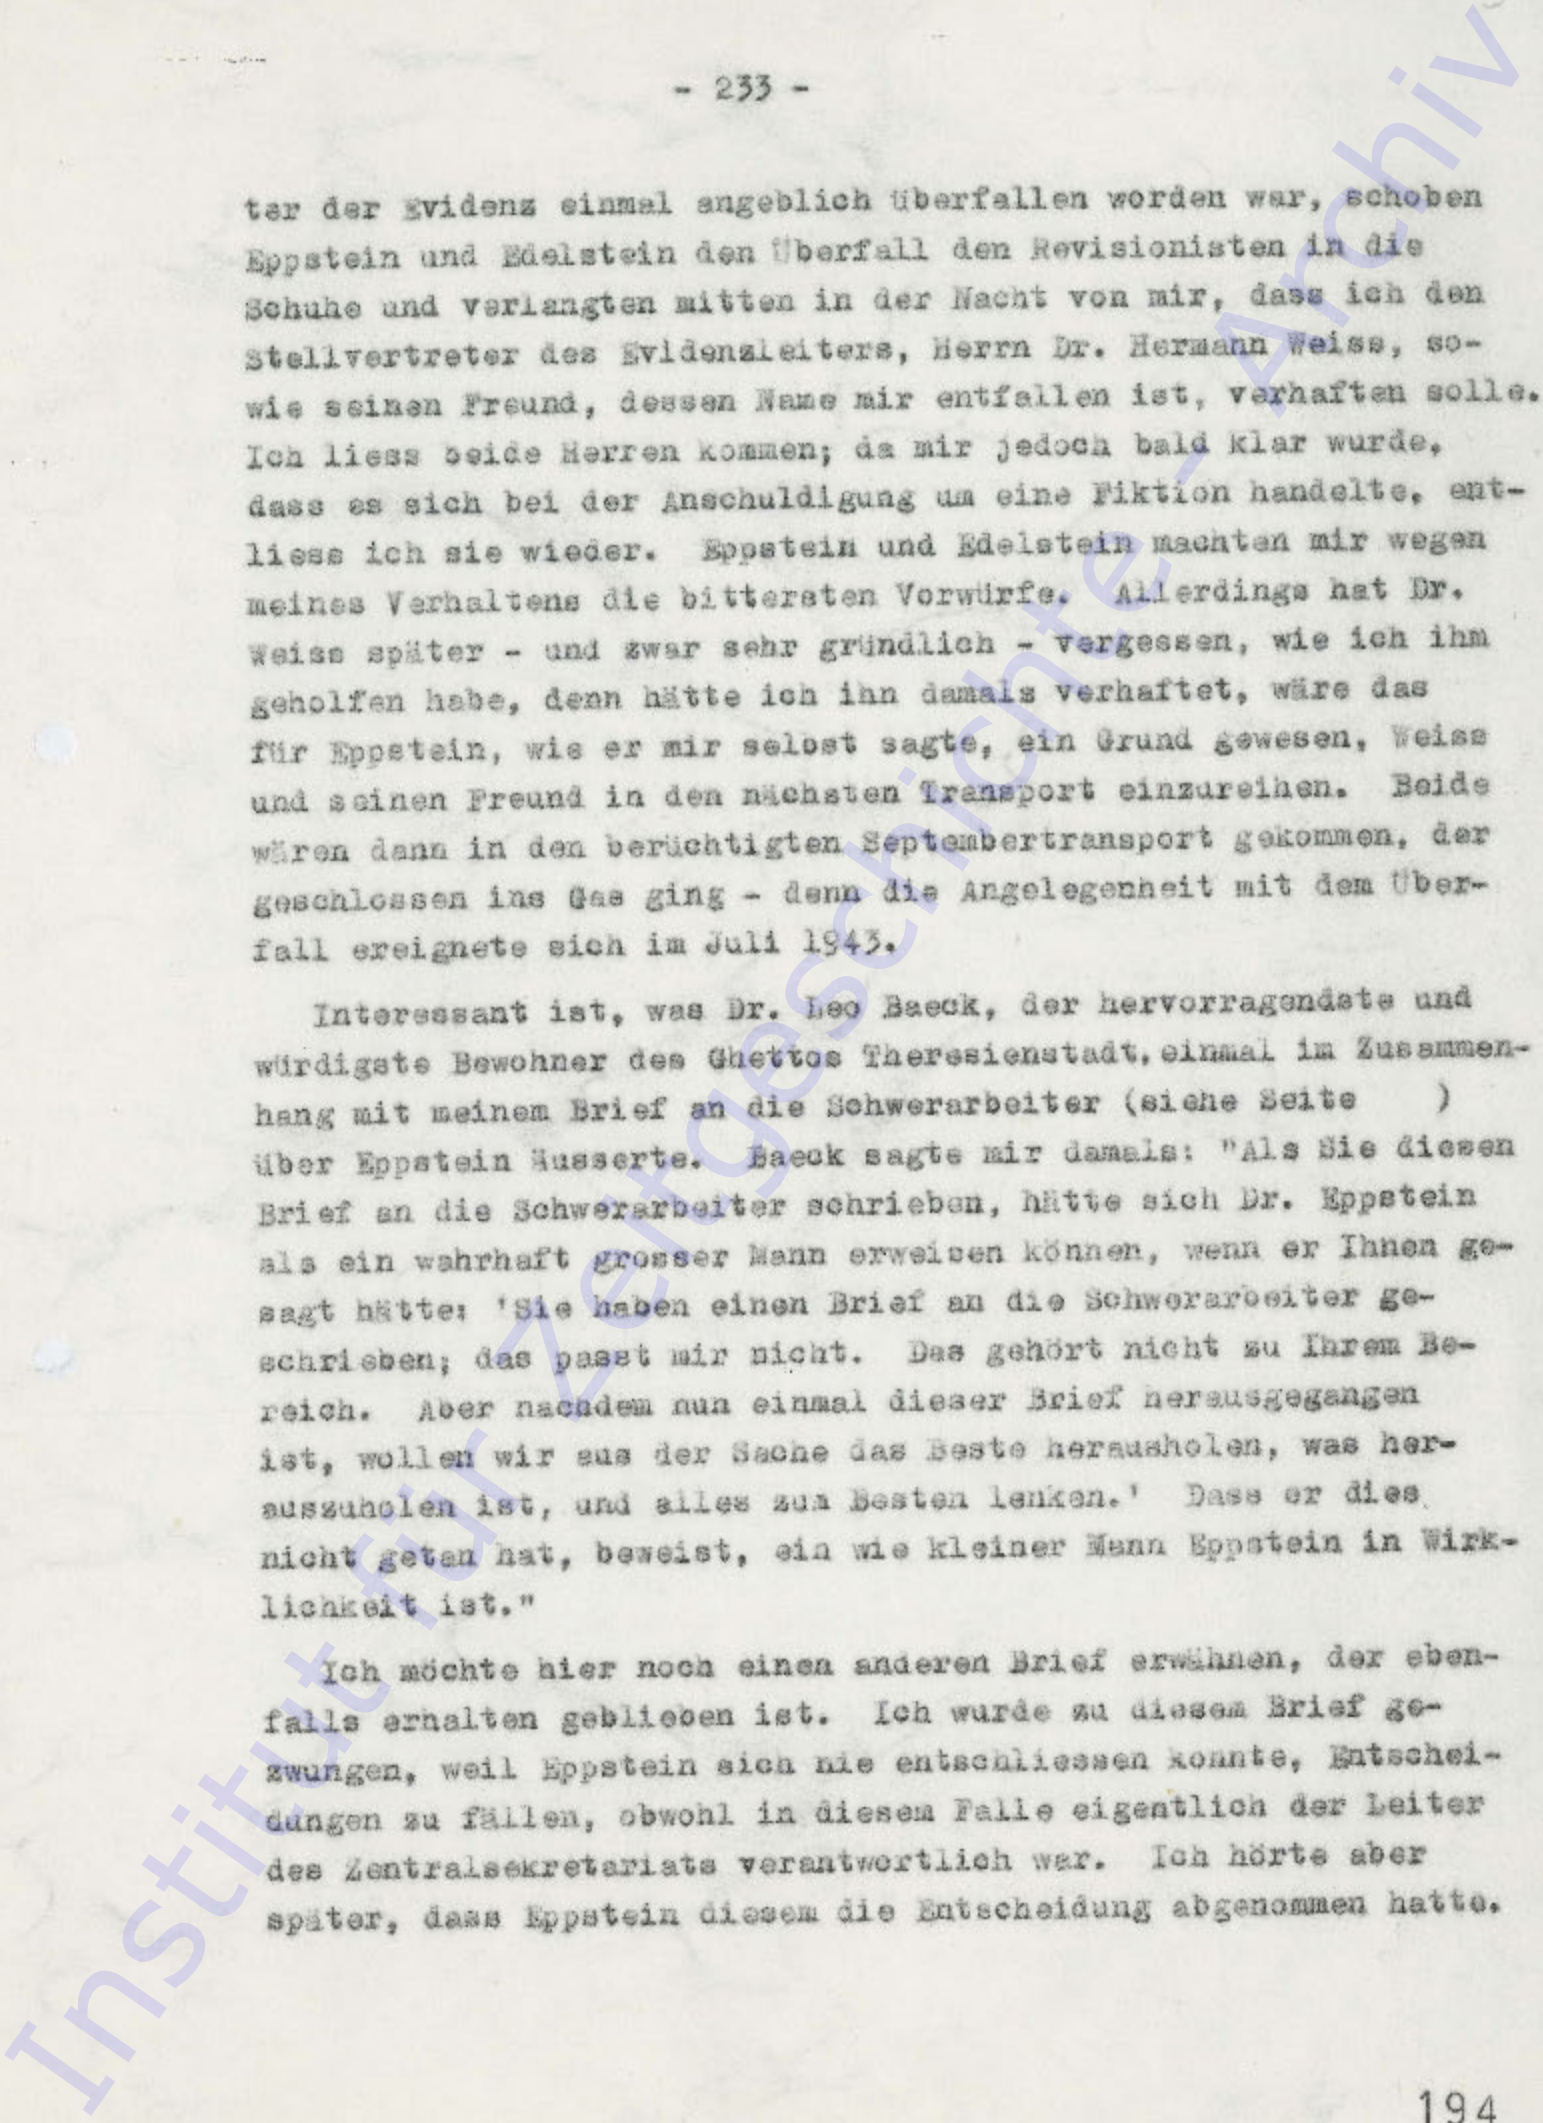 - 233 -
ter der Evidenz einmal angeblich überfallen worden war, schoben
Eppstein und Edelstein den Überfall den Revisionisten in die
Schuhe und verlangten mitten in der Nacht von mir, dass ich den
Stellvertreter des Evidenzleiters, Herrn Dr. Hermann Weiss, so-
wie seinen Freund, dessen Name mir entfallen ist, verhaften solle.
Ich liess beide Herren kommen; da mir jedoch bald klar wurde,
dass es sich bei der Anschuldigung um eine Fiktion handelte, ent-
liess ich sie wieder. Eppstein und Edelstein machten mir wegen
meines Verhaltens die bittersten Vorwürfe. Allerdings hat Dr.
Weiss später - und zwar sehr gründlich - vergessen, wie ich ihm
geholfen habe, denn hätte ich ihn damals verhaftet, wäre das
für Eppstein, wie er mir selbst sagte, ein Grund gewesen, Weiss
und seinen Freund in den nächsten Transport einzureihen. Beide
wären dann in den berüchtigten Septembertransport gekommen, der
geschlossen ins Gas ging - denn die Angelegenheit mit dem Über-
fall ereignete sich im Juli 1943.
Interessant ist, was Dr. Leo Baeck, der hervorragendste und
würdigste Bewohner des Ghettos Theresienstadt, einmal im Zusammen-
hang mit meinem Brief an die Schwerarbeiter (siehe Seite )
über Eppstein äusserte. Baeck sagte mir damals: "Als Sie diesen
Brief an die Schwerarbeiter schrieben, hätte sich Dr. Eppstein
als ein wahrhaft grosser Mann erweisen können, wenn er Ihnen ge-
sagt hätte: 'Sie haben einen Brief an die Schwerarbeiter ge-
schrieben; das passt mir nicht. Das gehört nicht zu Ihrem Be-
reich. Aber nachdem nun einmal dieser Brief herausgegangen
ist, wollen wir aus der Sache das Beste herausholen, was her-
auszuholen ist, und alles zum Besten lenken.' Dass er dies
nicht getan hat, beweist, ein wie kleiner Mann Eppstein in Wirk-
lichkeit ist."
Ich möchte hier noch einen anderen Brief erwähnen, der eben-
falls erhalten geblieben ist. Ich wurde zu diesem Brief ge-
zwungen, weil Eppstein sich nie entschliessen konnte, Entschei-
dungen zu fällen, obwohl in diesem Falle eigentlich der Leiter
des Zentralsekretariats verantwortlich war. Ich hörte aber
später, dass Eppstein diesem die Entscheidung abgenommen hatte.
194
Institut für Zeitgeschichte - Archiv